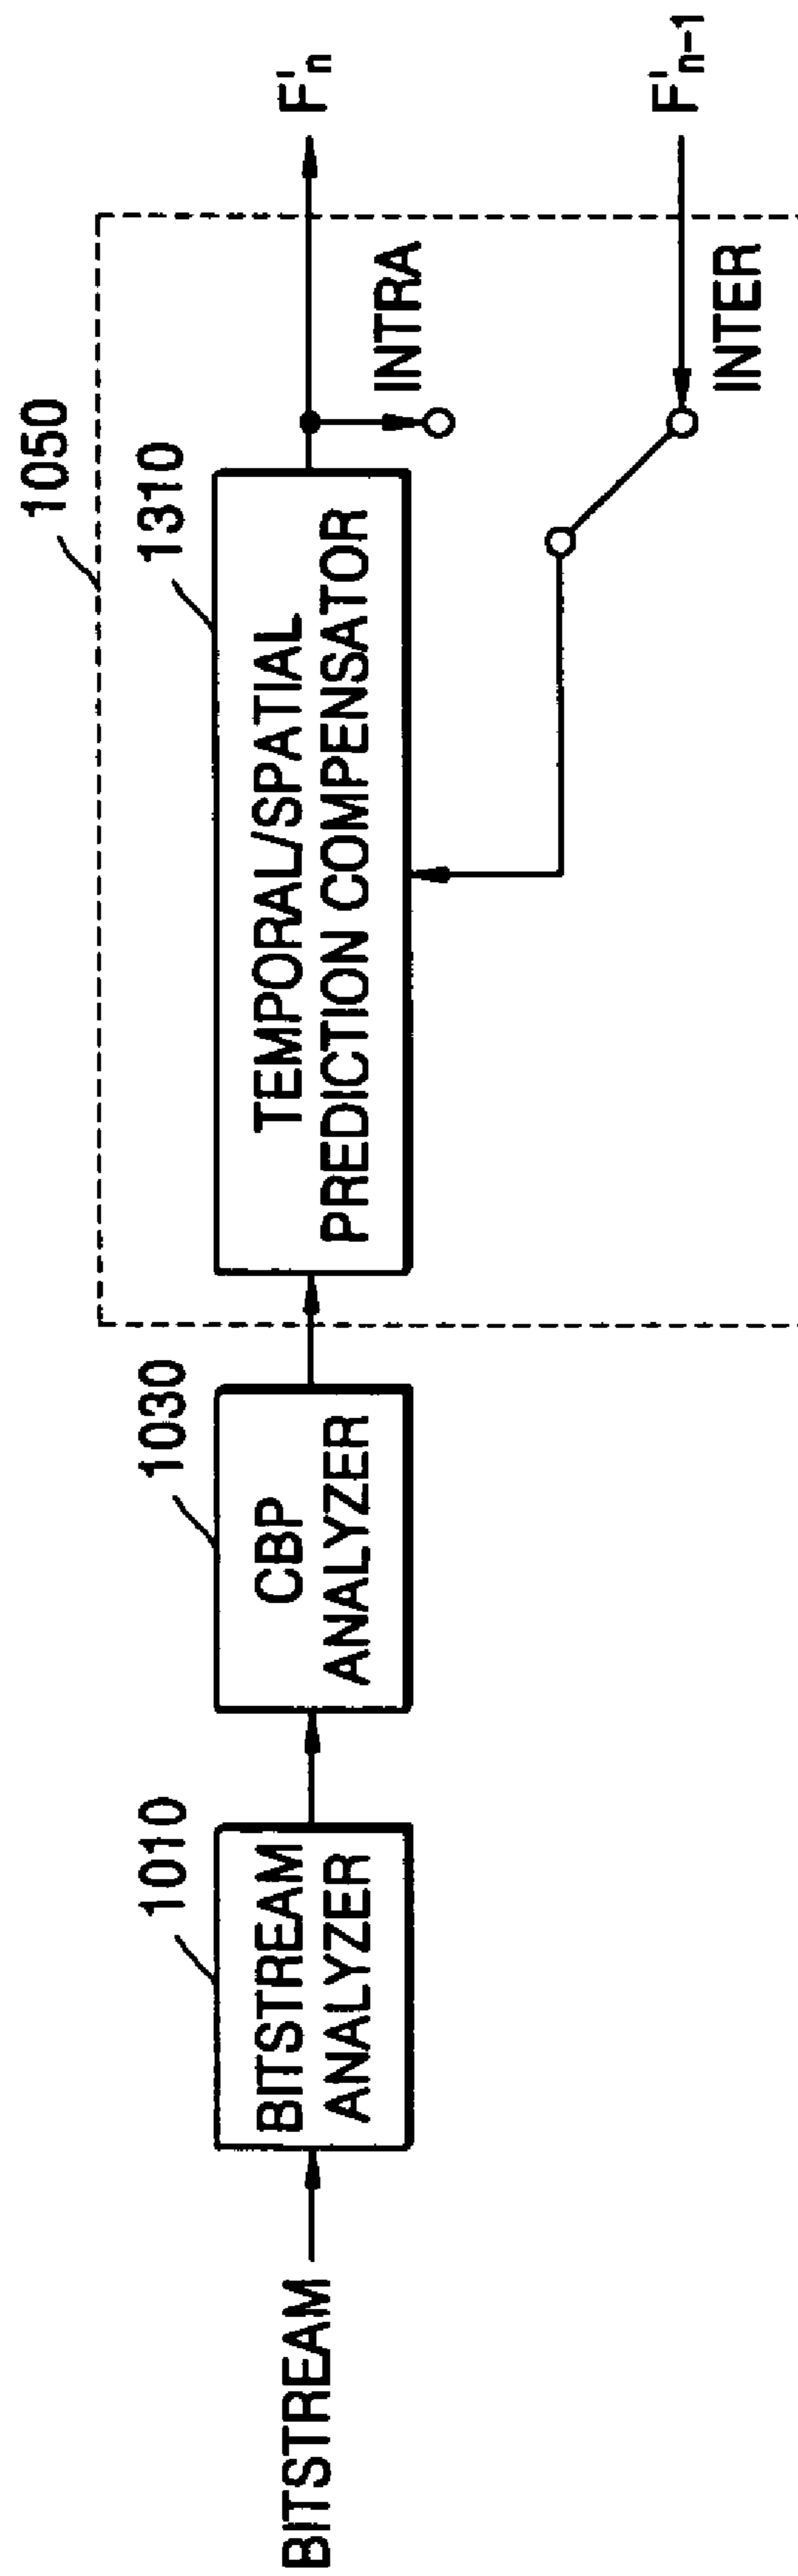 1050
1310
1030
1010
BITSTREAM
BITSTREAM
ANALYZER
CBP
ANALYZER
TEMPORAL/SPATIAL
PREDICTION COMPENSATOR
F'n
INTRA
F'n-1
INTER